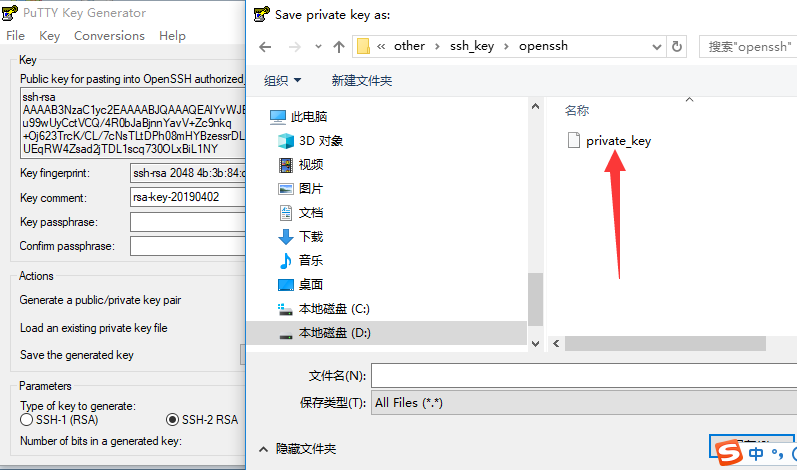 PuTTY Key Generator
File Key Conversions Help
Key
Public key for pasting into OpenSSH authorized_
ssh-rsa
AAAAB3NzaC1yc2EAAAABJQAAAQEAlYvWJE
u99wUyCctVCQ/4R0bJaBjnnYavV+Zc9nkq
+Oj623TrcK/CL/7cNsTLtDPh08mHYBzessrDL
UEqRW4Zsad2jTDL1scq730OLxBiL1NY
Key fingerprint: ssh-rsa 2048 4b:3b:84:
Key comment: rsa-key-20190402
Key passphrase:
Confirm passphrase:
Actions
Generate a public/private key pair
Load an existing private key file
Save the generated key
Parameters
Type of key to generate:
SSH-1 (RSA) SSH-2 RSA
Number of bits in a generated key:
Save private key as:
« other › ssh_key › openssh
搜索"openssh"
组织 新建文件夹
此电脑
3D 对象
视频
图片
文档
下载
音乐
桌面
本地磁盘 (C:)
本地磁盘 (D:)
名称
private_key
文件名(N):
保存类型(T): All Files (*.*)
隐藏文件夹
中